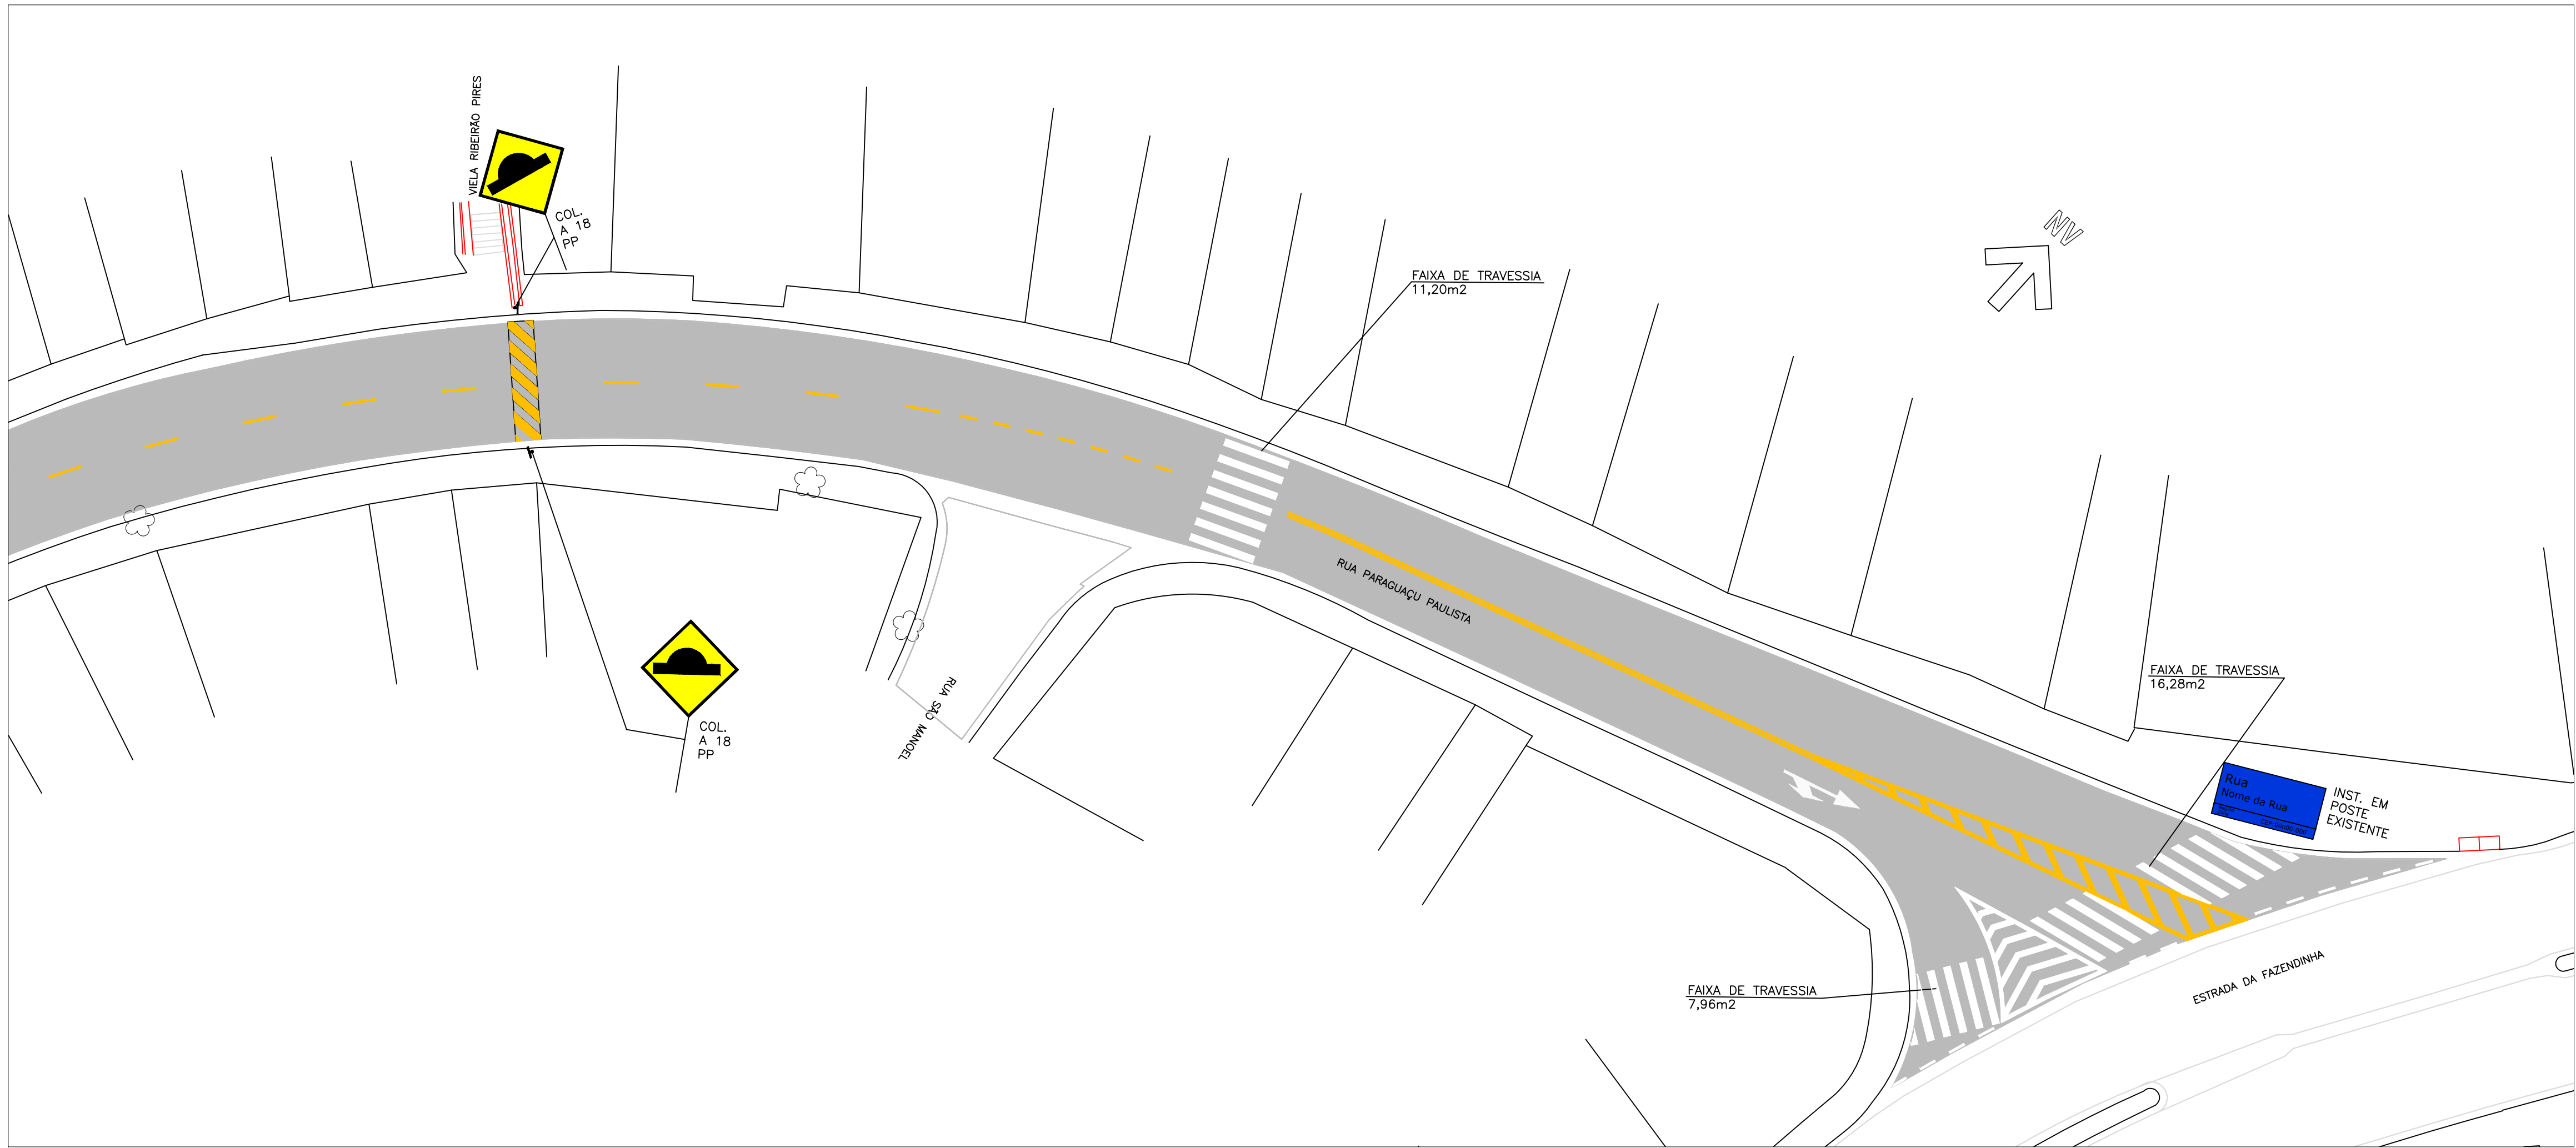 VIELA RIBEIRÃO PIRES
COL.
A 18
PP
NV
FAIXA DE TRAVESSIA
11,20m2
RUA PARAGUAÇU PAULISTA
COL.
A 18
PP
RUA SÃO MANOEL
FAIXA DE TRAVESSIA
16,28m2
Rua
Nome da Rua
INST. EM
POSTE
EXISTENTE
FAIXA DE TRAVESSIA
7,96m2
ESTRADA DA FAZENDINHA